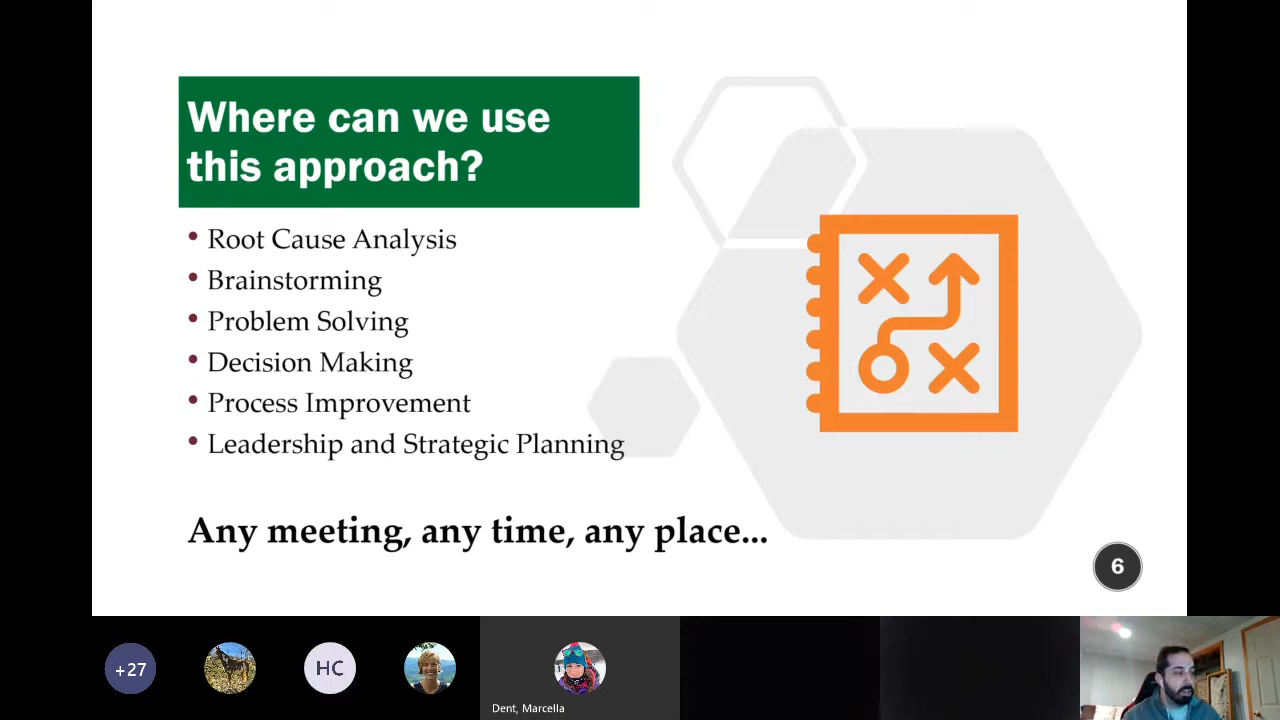 Where can we use
this approach?
• Root Cause Analysis
• Brainstorming
• Problem Solving
• Decision Making
• Process Improvement
• Leadership and Strategic Planning
Any meeting, any time, any place...
6
+27
HC
Dent, Marcella